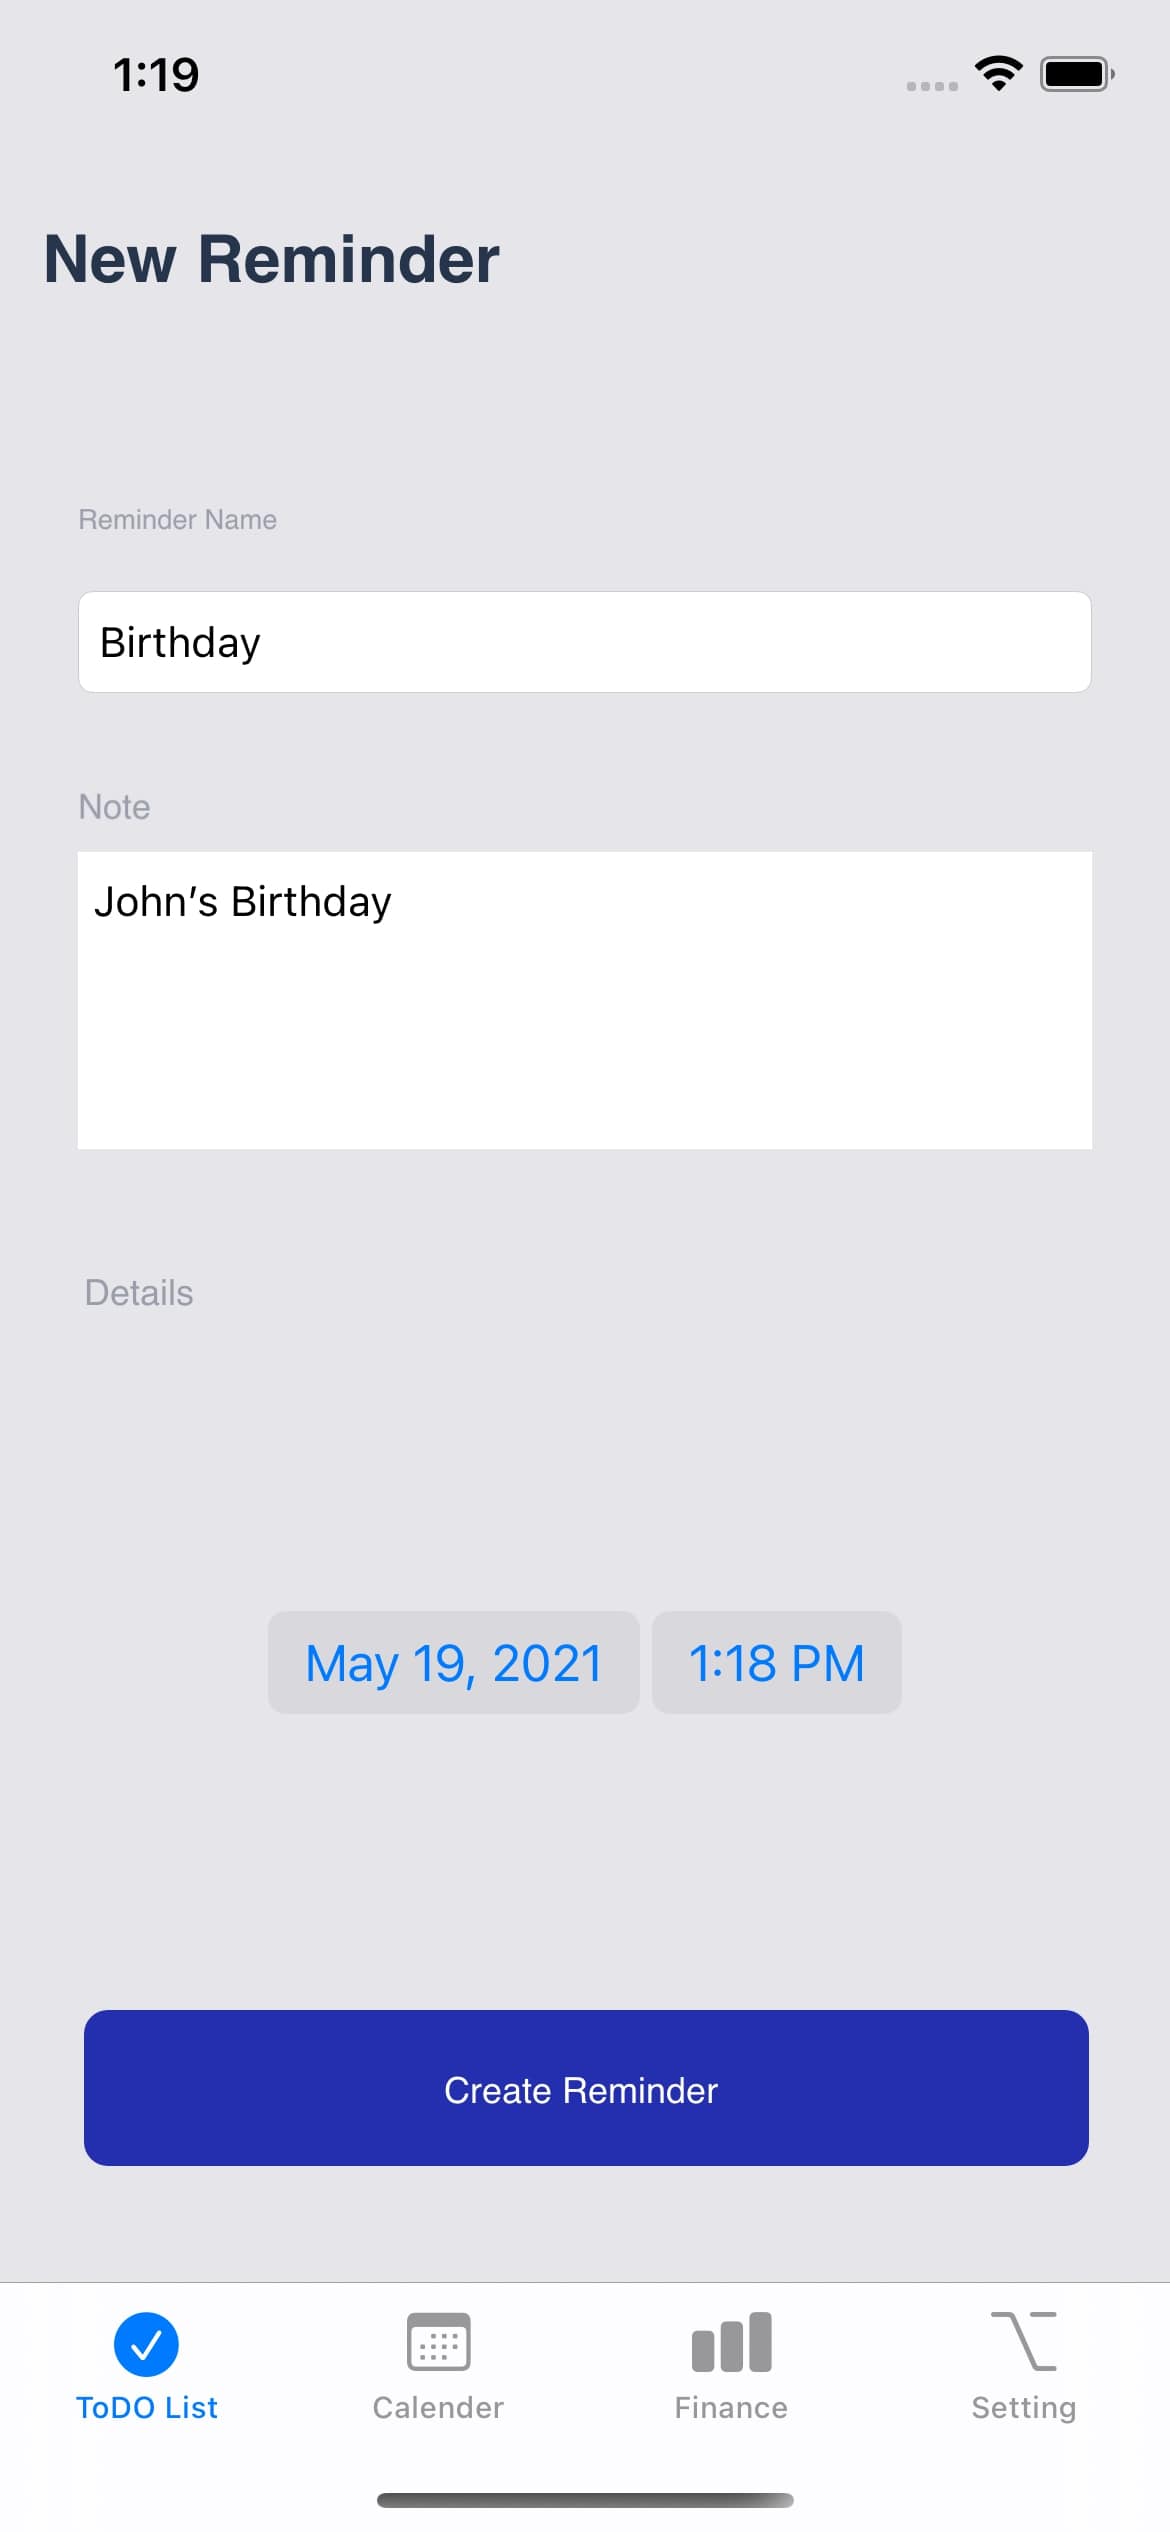 1:19
New Reminder
Reminder Name
Birthday
Note
John's Birthday
Details
May 19, 2021 1:18 PM
Create Reminder
ToDO List Calender Finance Setting